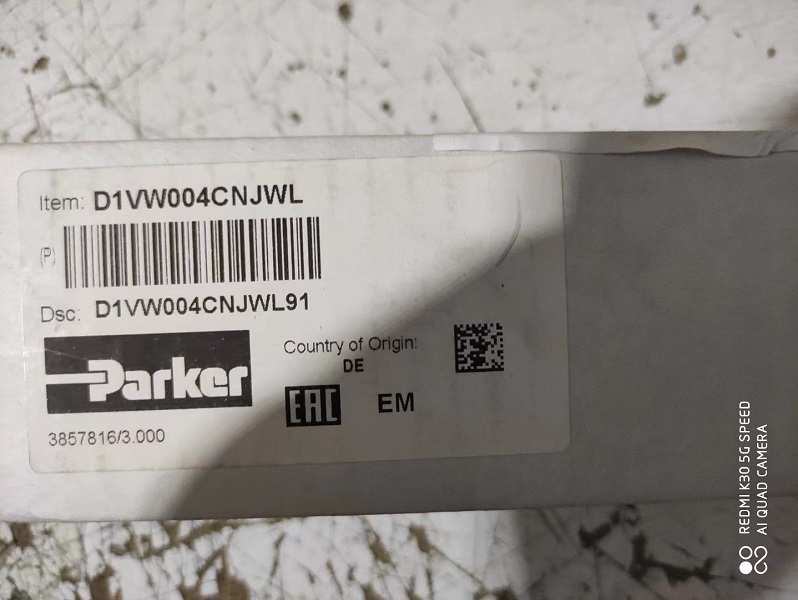 Item: D1VW004CNJWL
(P)
Dsc: D1VW004CNJWL91
Parker
Country of Origin:
DE
EAC EM
3857816/3.000
REDMI K30 5G SPEED
AI QUAD CAMERA